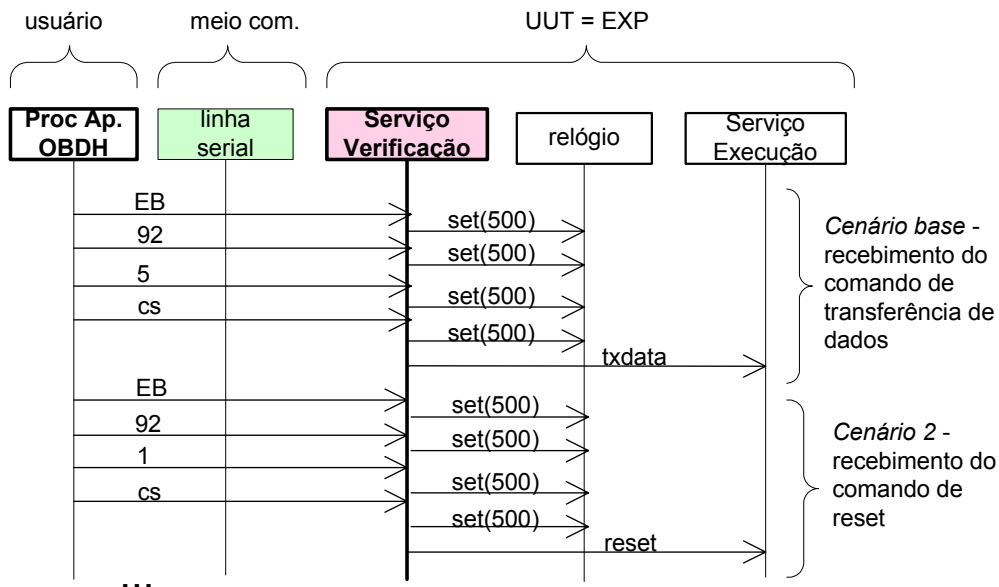 usuário
meio com.
UUT = EXP
Proc Ap.
OBDH
linha
serial
Serviço
Verificação
relógio
Serviço
Execução
EB
set(500)
92
set(500)
5
set(500)
cs
set(500)
txdata
Cenário base -
recebimento do
comando de
transferência de
dados
EB
set(500)
92
set(500)
1
set(500)
cs
set(500)
reset
Cenário 2 -
recebimento do
comando de
reset
...